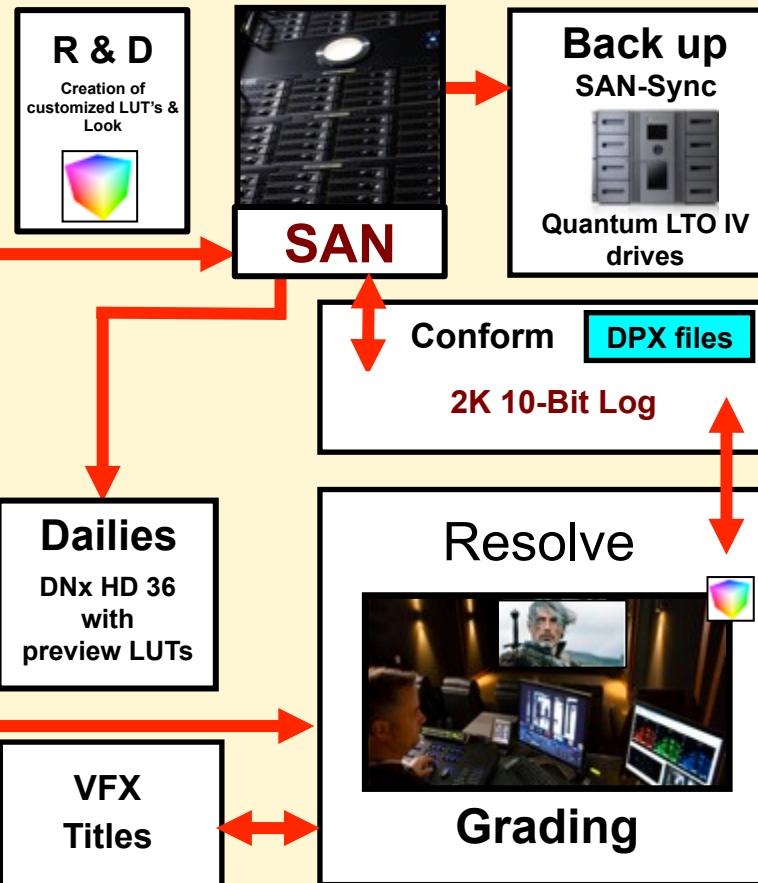 R & D
Creation of
customized LUT's &
Look
SAN
Back up
SAN-Sync
Quantum LTO IV
drives
Conform
DPX files
2K 10-Bit Log
Dailies
DNx HD 36
with
preview LUTs
Resolve
Grading
VFX
Titles